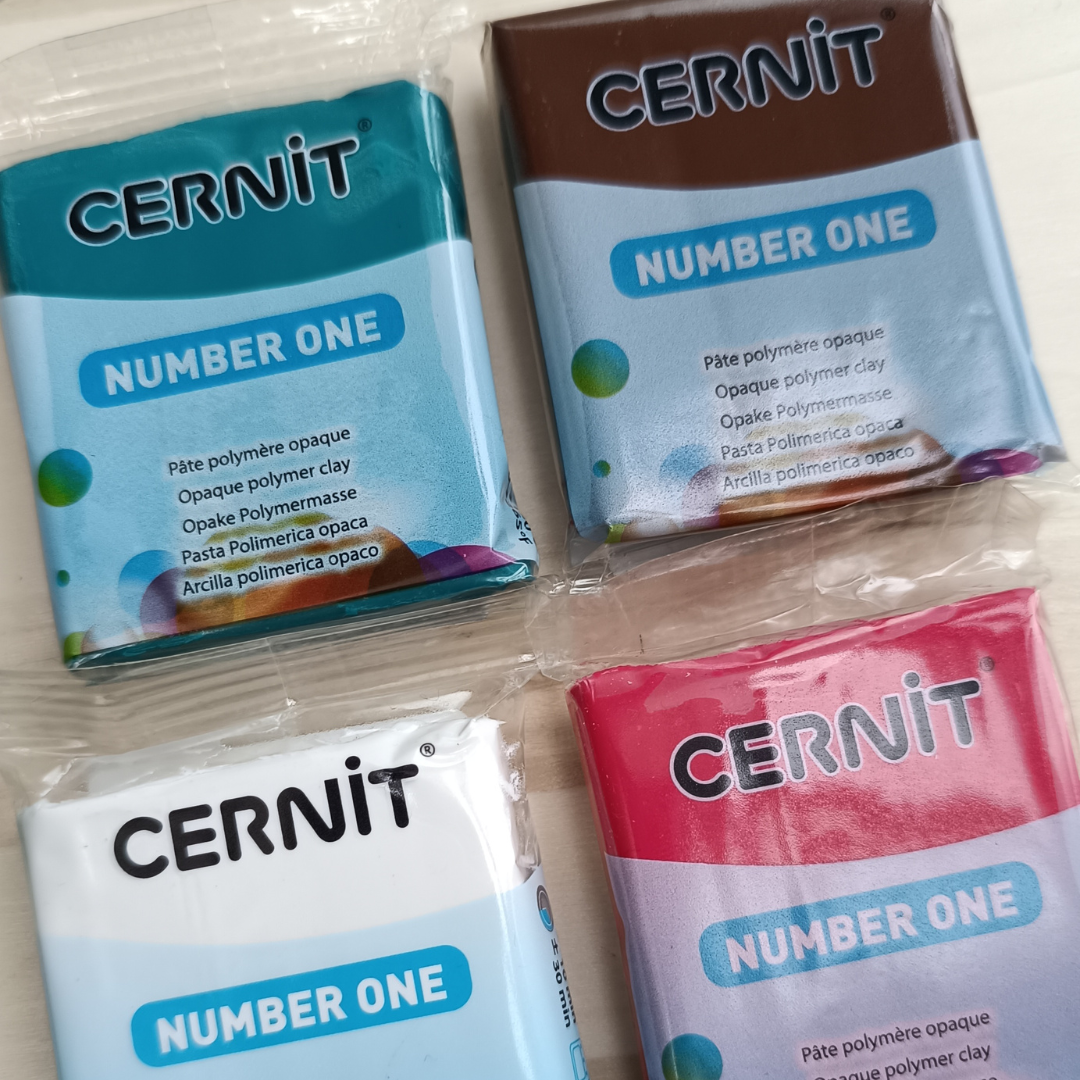 CERNiT®
NUMBER ONE
Pâte polymère opaque
Opaque polymer clay
Opake Polymermasse
Pasta Polimerica opaca
Arcilla polimerica opaco
CERNiT®
NUMBER ONE
Pâte polymère opaque
Opaque polymer clay
Opake Polymermasse
Pasta Polimerica opaca
Arcilla polimerica opaco
CERNiT®
NUMBER ONE
± 30 min
CERNiT®
NUMBER ONE
Pâte polymère opaque
Opaque polymer clay